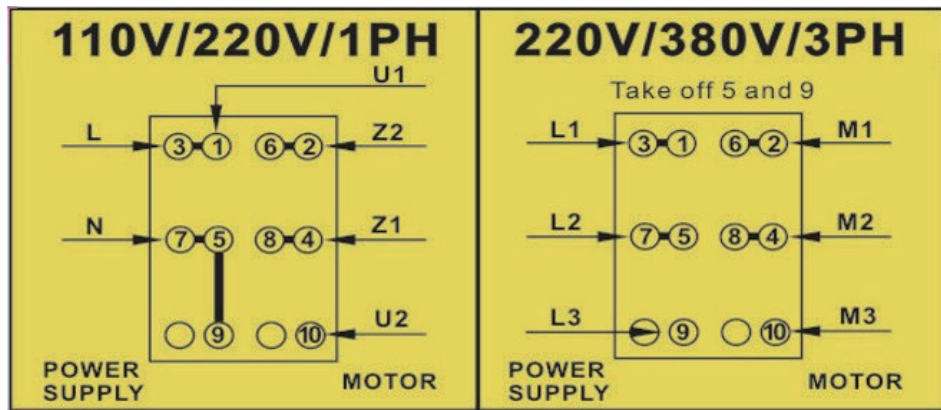 110V/220V/1PH
U1
L 3 1 6 2 Z2
N 7 5 8 4 Z1
9 10 U2
POWER
SUPPLY
MOTOR
220V/380V/3PH
Take off 5 and 9
L1 3 1 6 2 M1
L2 7 5 8 4 M2
L3 9 10 M3
POWER
SUPPLY
MOTOR